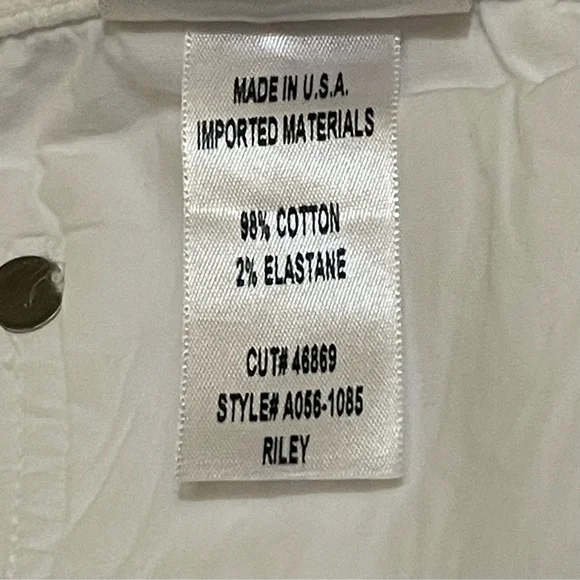 MADE IN U.S.A.
IMPORTED MATERIALS
98% COTTON
2% ELASTANE
CUT# 46869
STYLE# A056-1085
RILEY